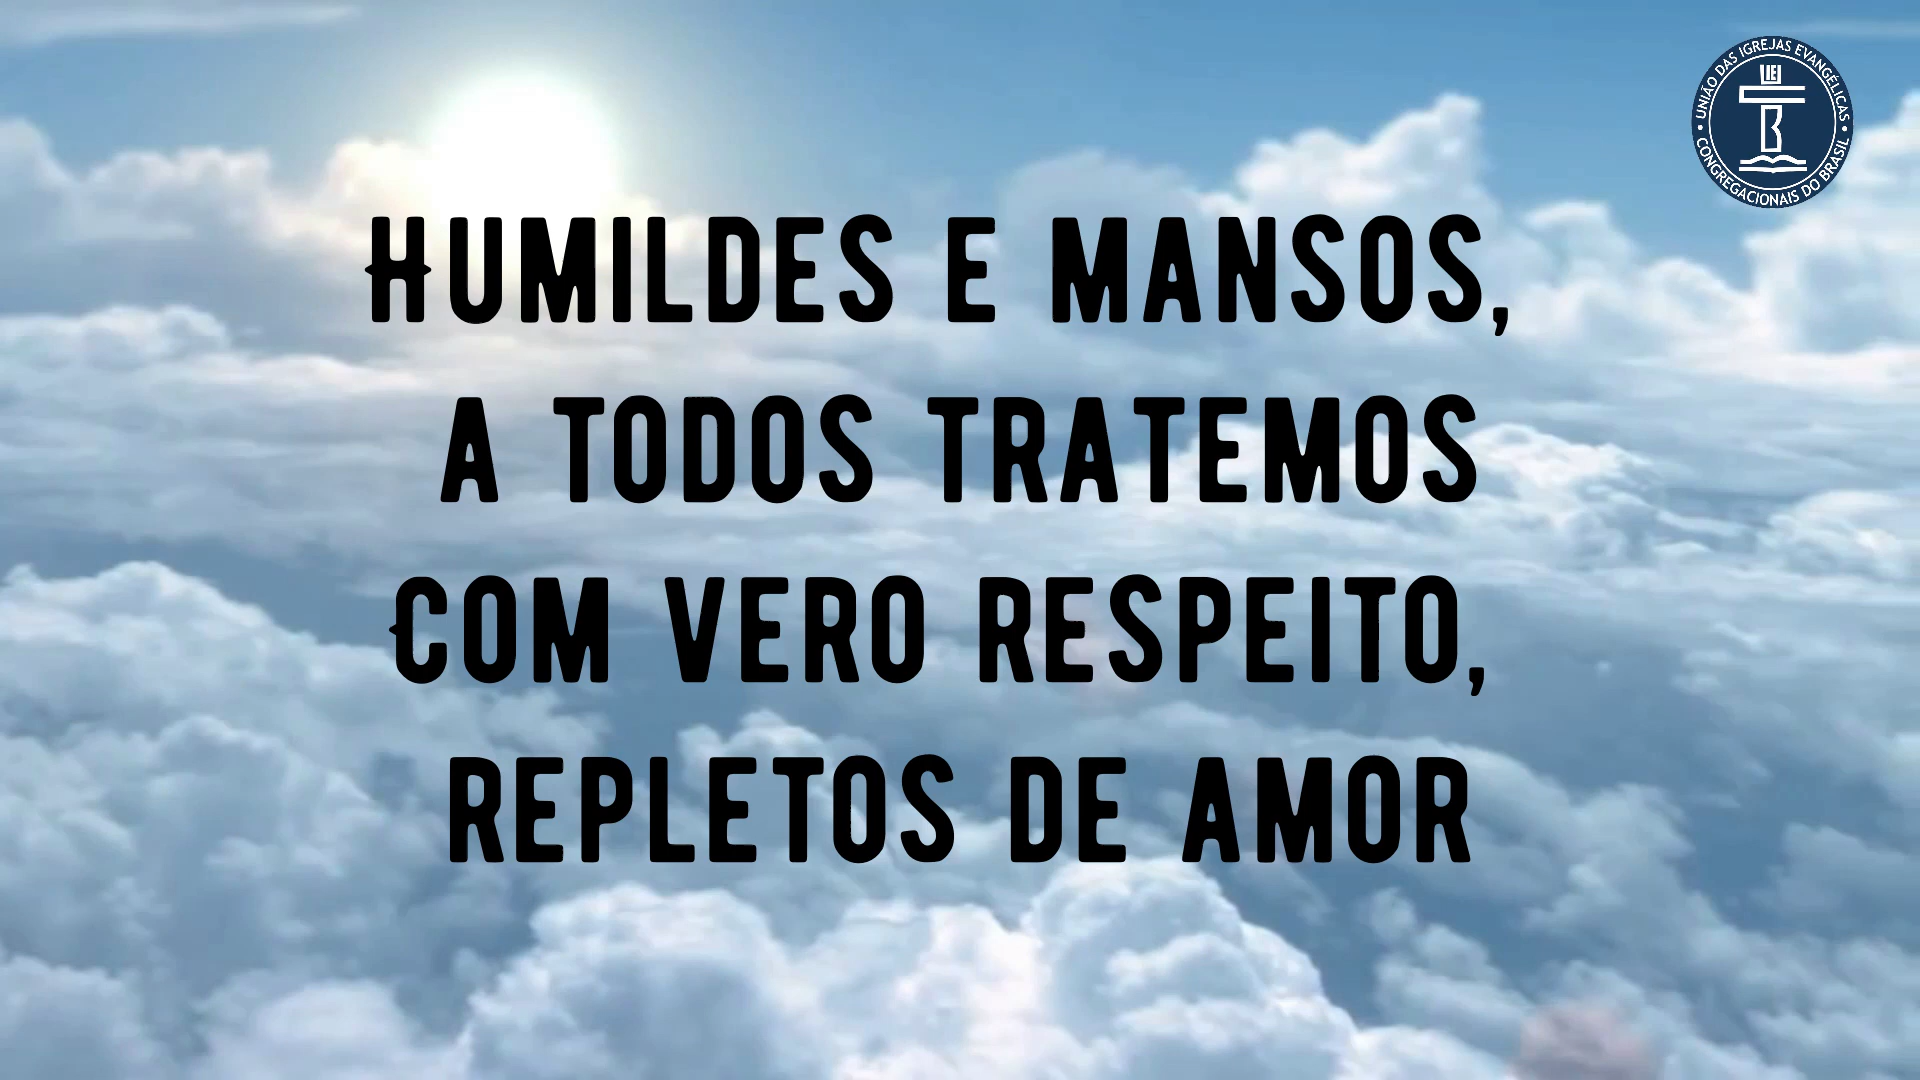 UNIÃO DAS IGREJAS EVANGÉLICAS
CONGREGACIONAIS DO BRASIL
HUMILDES E MANSOS,
A TODOS TRATEMOS
COM VERO RESPEITO,
REPLETOS DE AMOR